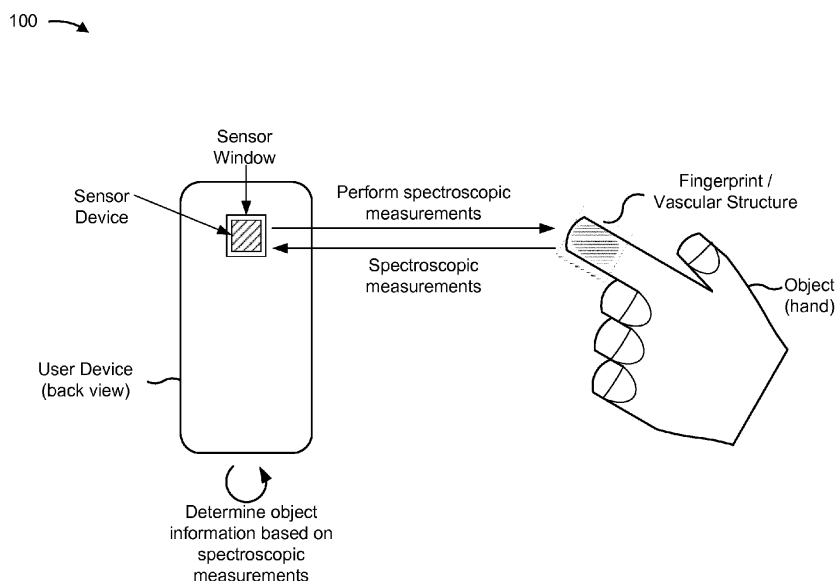 100
Sensor
Window
Sensor
Device
Perform spectroscopic
measurements
Fingerprint /
Vascular Structure
Spectroscopic
measurements
Object
(hand)
User Device
(back view)
Determine object
information based on
spectroscopic
measurements